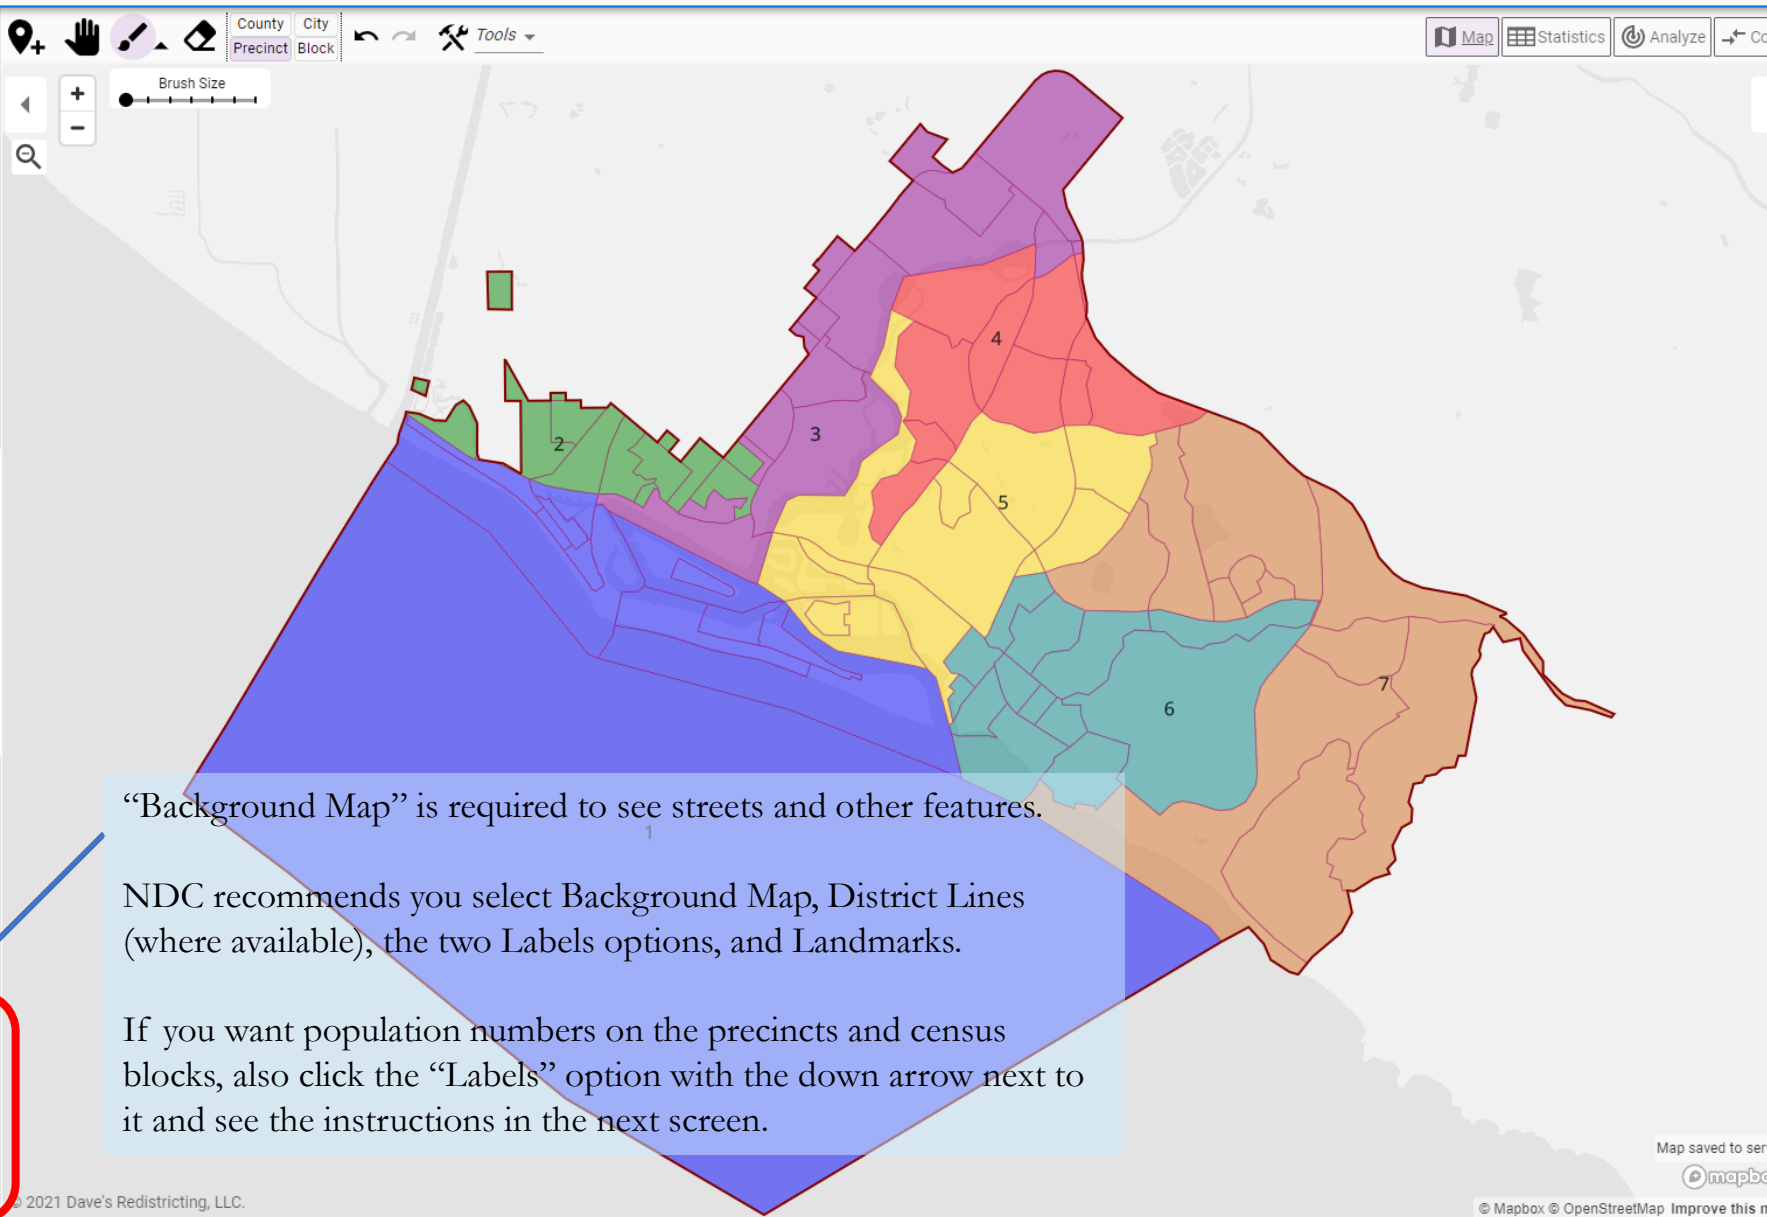 County City
Precinct Block
Tools
Map
Statistics
Analyze
Co
Brush Size
+
-
4
3
2
5
7
6
1
“Background Map” is required to see streets and other features.
NDC recommends you select Background Map, District Lines
(where available), the two Labels options, and Landmarks.
If you want population numbers on the precincts and census
blocks, also click the “Labels” option with the down arrow next to
it and see the instructions in the next screen.
Map saved to ser
mapbo
© 2021 Dave's Redistricting, LLC.
© Mapbox © OpenStreetMap Improve this m